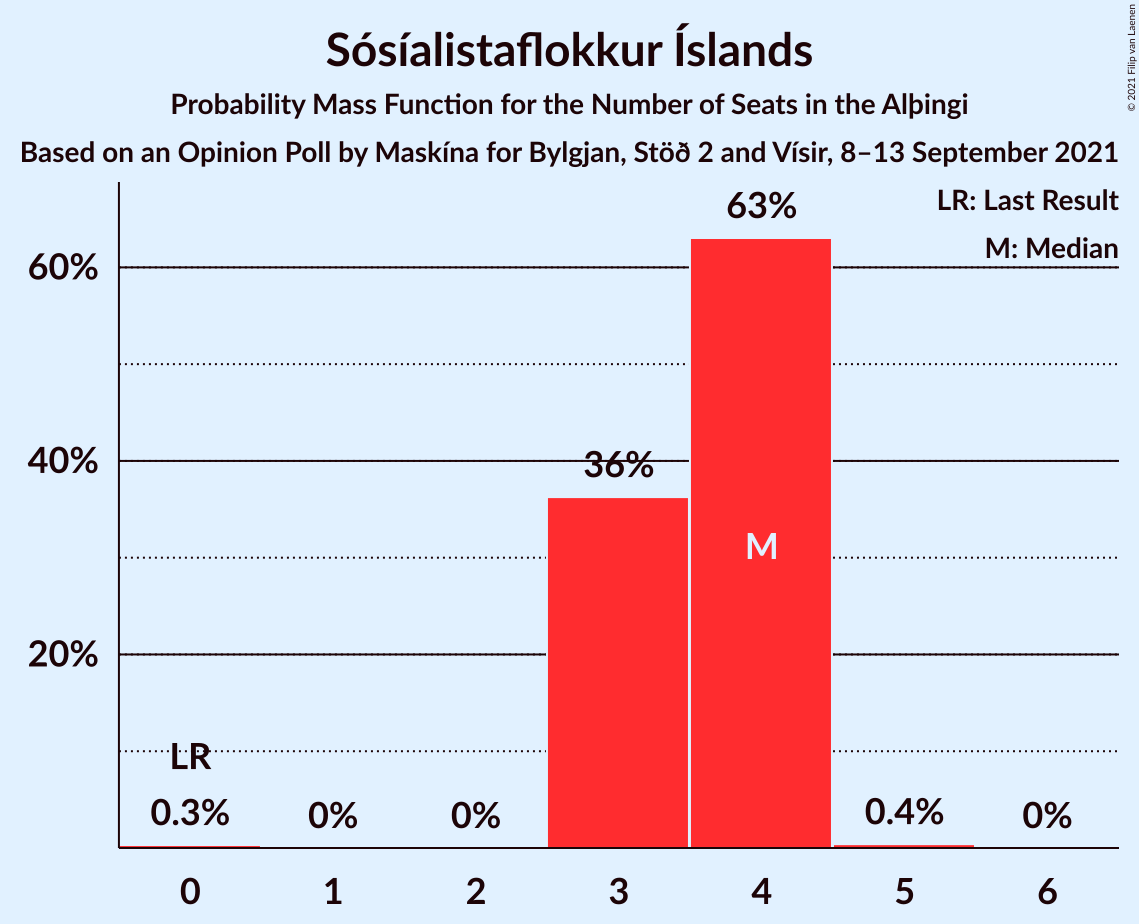 Sósíalistaflokkur Íslands
Probability Mass Function for the Number of Seats in the Alþingi
Based on an Opinion Poll by Maskína for Bylgjan, Stöð 2 and Vísir, 8–13 September 2021
© 2021 Filip van Laenen
LR: Last Result
M: Median
63%
60%
36%
40%
M
20%
LR
0.3%
0%
0%
0.4%
0%
0
1
2
3
4
5
6